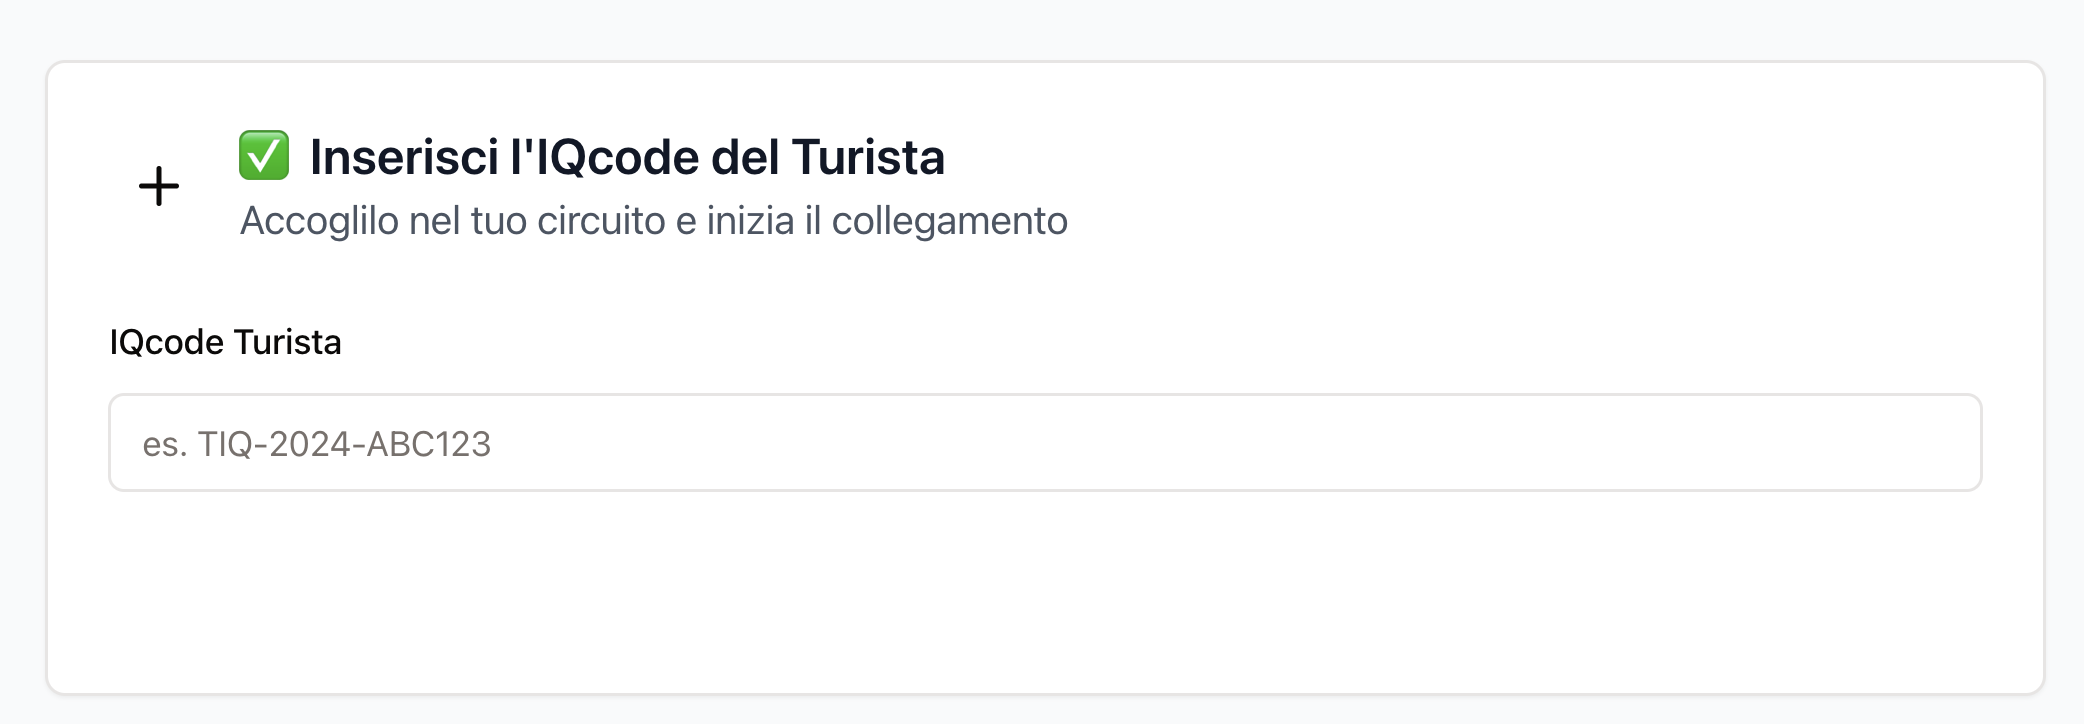 ✅ Inserisci l'IQcode del Turista
Accoglilo nel tuo circuito e inizia il collegamento
IQcode Turista
es. TIQ-2024-ABC123